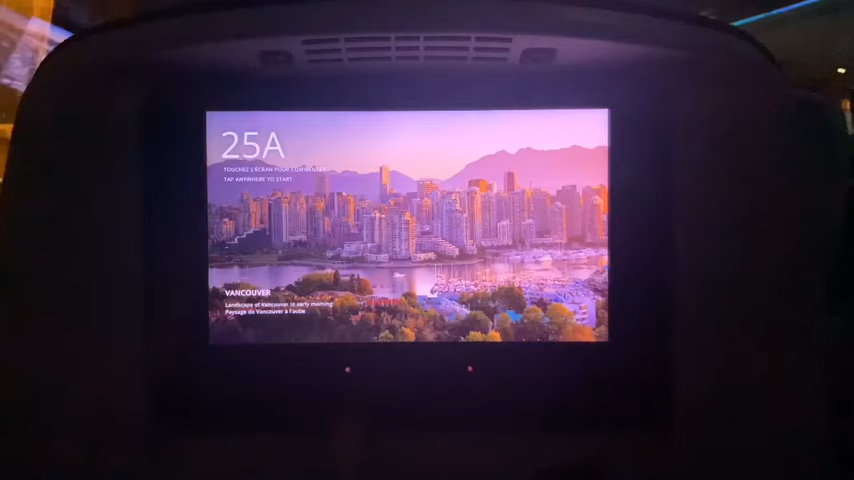 25A
TOUCHEZ L'ÉCRAN POUR COMMENCER
TAP ANYWHERE TO START
VANCOUVER
Landscape of Vancouver in early morning
Paysage de Vancouver à l'aube